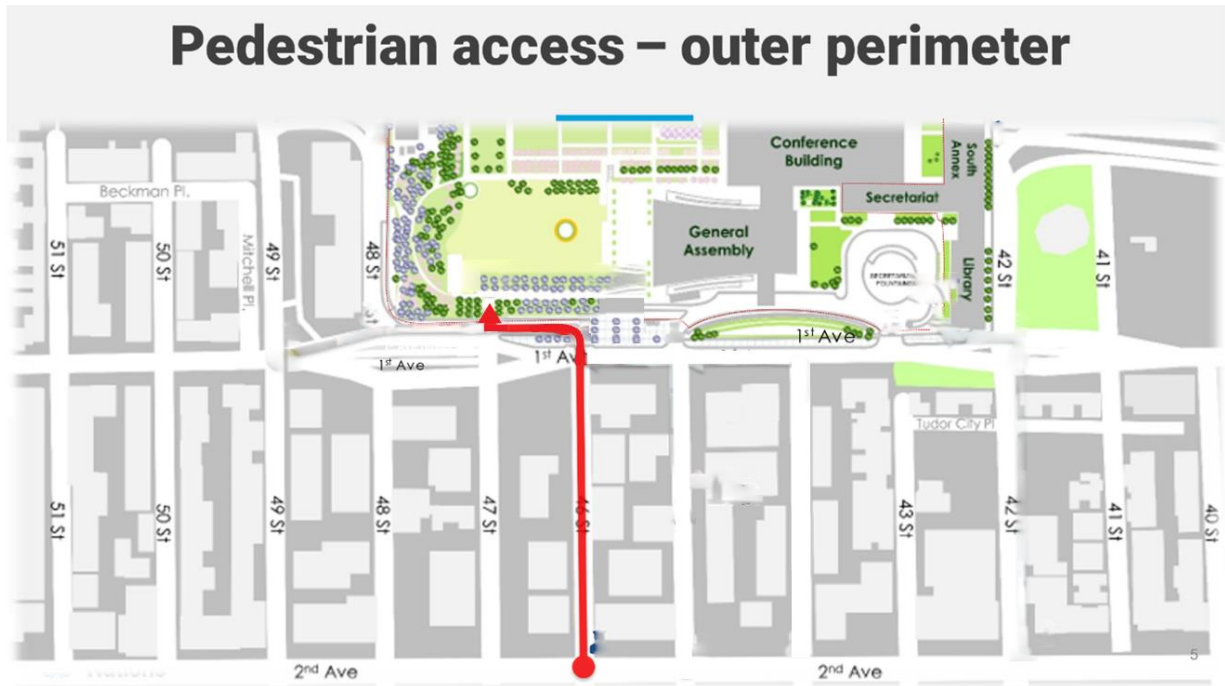 Pedestrian access – outer perimeter
Conference
Building
South
Annex
Secretariat
Beckman Pl.
Mitchell Pl.
General
Assembly
Library
51 St
50 St
49 St
48 St
42 St
41 St
SECRETARIAT
FOUNTAIN
1st Ave
1st Ave
1st Ave
Tudor City Pl
51 St
50 St
49 St
48 St
47 St
46 St
43 St
42 St
41 St
40 St
2nd Ave
2nd Ave
5